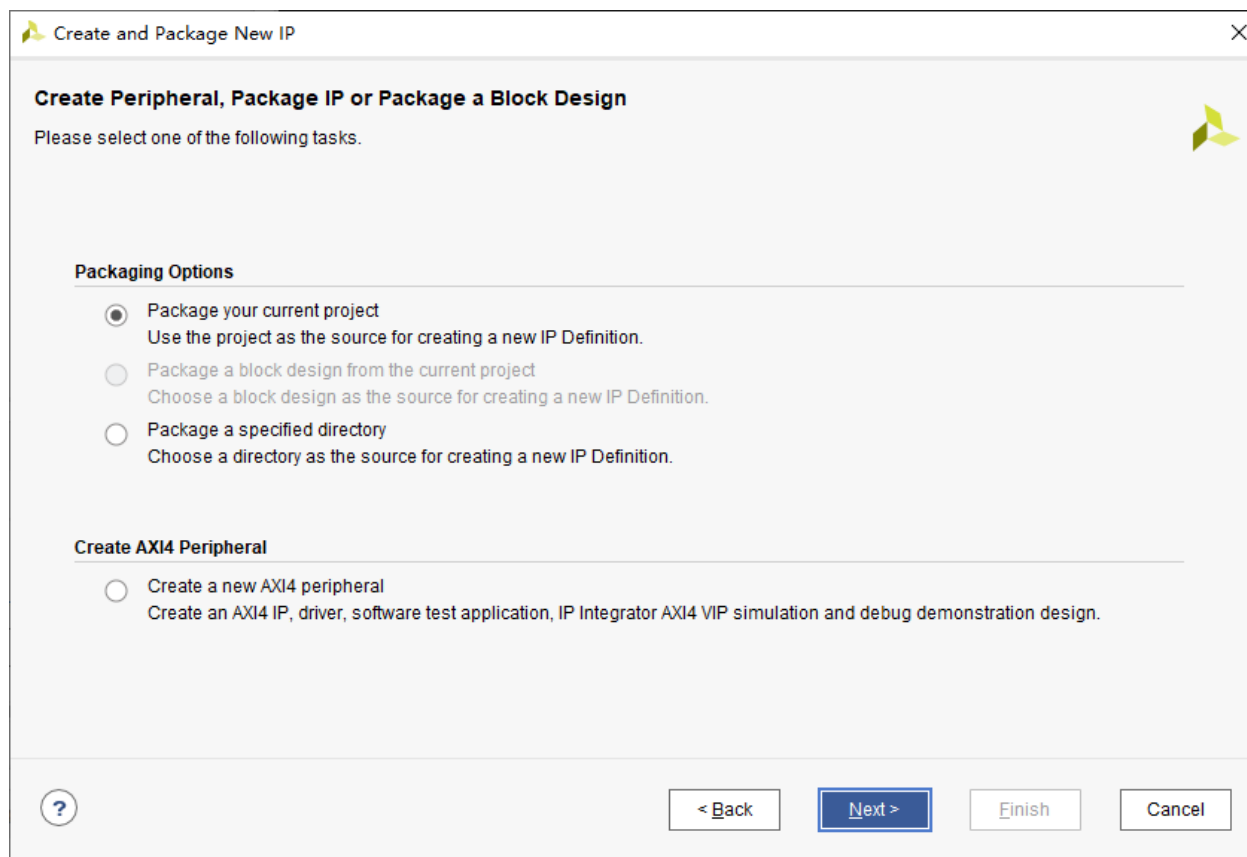 Create and Package New IP
Create Peripheral, Package IP or Package a Block Design
Please select one of the following tasks.
Packaging Options
Package your current project
Use the project as the source for creating a new IP Definition.
Package a block design from the current project
Choose a block design as the source for creating a new IP Definition.
Package a specified directory
Choose a directory as the source for creating a new IP Definition.
Create AXI4 Peripheral
Create a new AXI4 peripheral
Create an AXI4 IP, driver, software test application, IP Integrator AXI4 VIP simulation and debug demonstration design.
? < Back Next > Finish Cancel